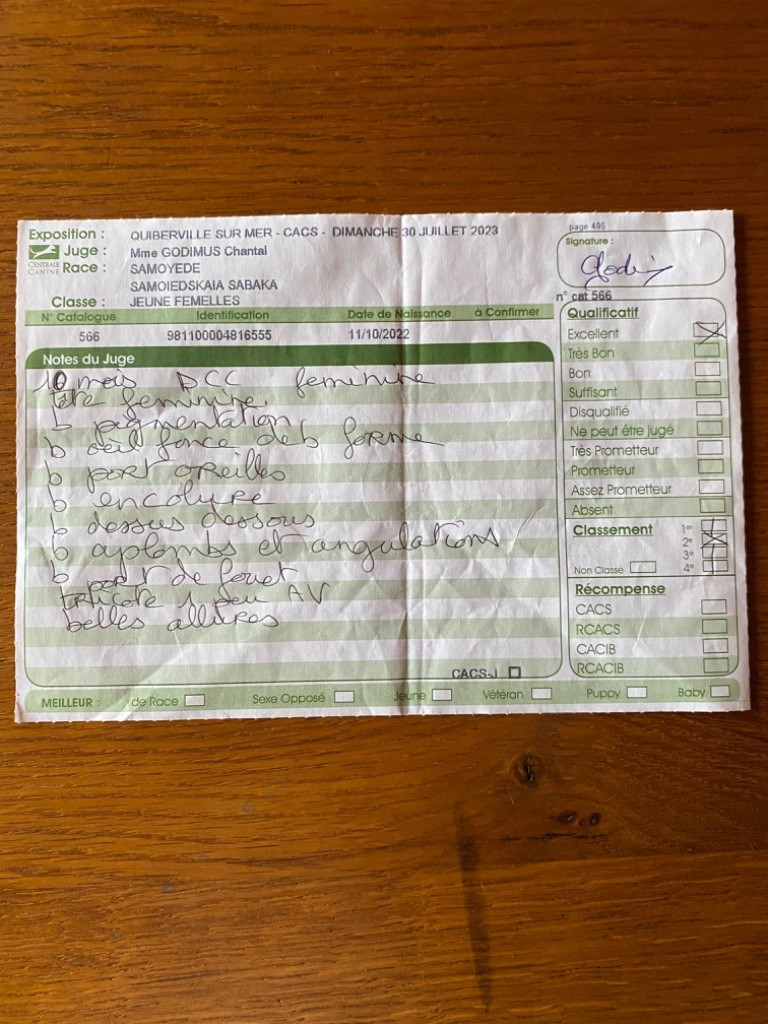 page 485
Exposition : QUIBERVILLE SUR MER - CACS - DIMANCHE 30 JUILLET 2023
Signature :
Juge : Mme GODIMUS Chantal
CENTRALE CANINE
Race : SAMOYEDE
SAMOIEDSKAIA SABAKA
Classe : JEUNE FEMELLES
n° cat 566
N° Catalogue Identification Date de Naissance à Confirmer
566 981100004816555 11/10/2022
Notes du Juge
10 mois DCC feminine
tête feminine.
b pigmentation
b oeil foncé de b forme
b port oreilles
b encolure
b dessus dessous
b aplombs et angulations
b port de fouet
tricote 1 peu AV
belles allures
CACS-J
Qualificatif
Excellent
Très Bon
Bon
Suffisant
Disqualifié
Ne peut être jugé
Très Prometteur
Prometteur
Assez Prometteur
Absent
Classement 1er
2e
3e
Non Classé 4e
Récompense
CACS
RCACS
CACIB
RCACIB
MEILLEUR : de Race Sexe Opposé Jeune Vétéran Puppy Baby